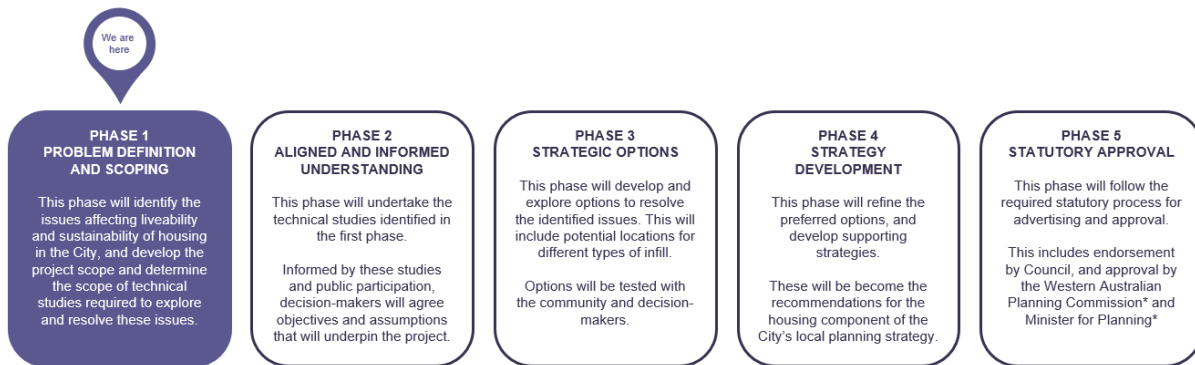 We are
here
PHASE 1
PROBLEM DEFINITION
AND SCOPING
This phase will identify the
issues affecting liveability
and sustainability of housing
in the City, and develop the
project scope and determine
the scope of technical
studies required to explore
and resolve these issues.
PHASE 2
ALIGNED AND INFORMED
UNDERSTANDING
This phase will undertake the
technical studies identified in
the first phase.
Informed by these studies
and public participation,
decision-makers will agree
objectives and assumptions
that will underpin the project.
PHASE 3
STRATEGIC OPTIONS
This phase will develop and
explore options to resolve
the identified issues. This will
include potential locations for
different types of infill.
Options will be tested with
the community and decision-
makers.
PHASE 4
STRATEGY
DEVELOPMENT
This phase will refine the
preferred options, and
develop supporting
strategies.
These will be become the
recommendations for the
housing component of the
City's local planning strategy.
PHASE 5
STATUTORY APPROVAL
This phase will follow the
required statutory process for
advertising and approval.
This includes endorsement
by Council, and approval by
the Western Australian
Planning Commission* and
Minister for Planning*